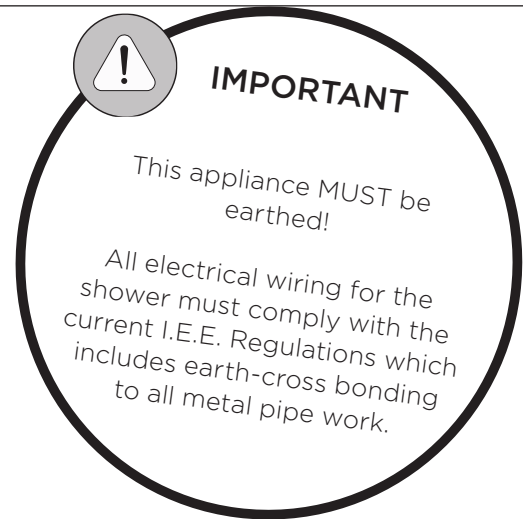 !
IMPORTANT
This appliance MUST be
earthed!
All electrical wiring for the
shower must comply with the
current I.E.E. Regulations which
includes earth-cross bonding
to all metal pipe work.